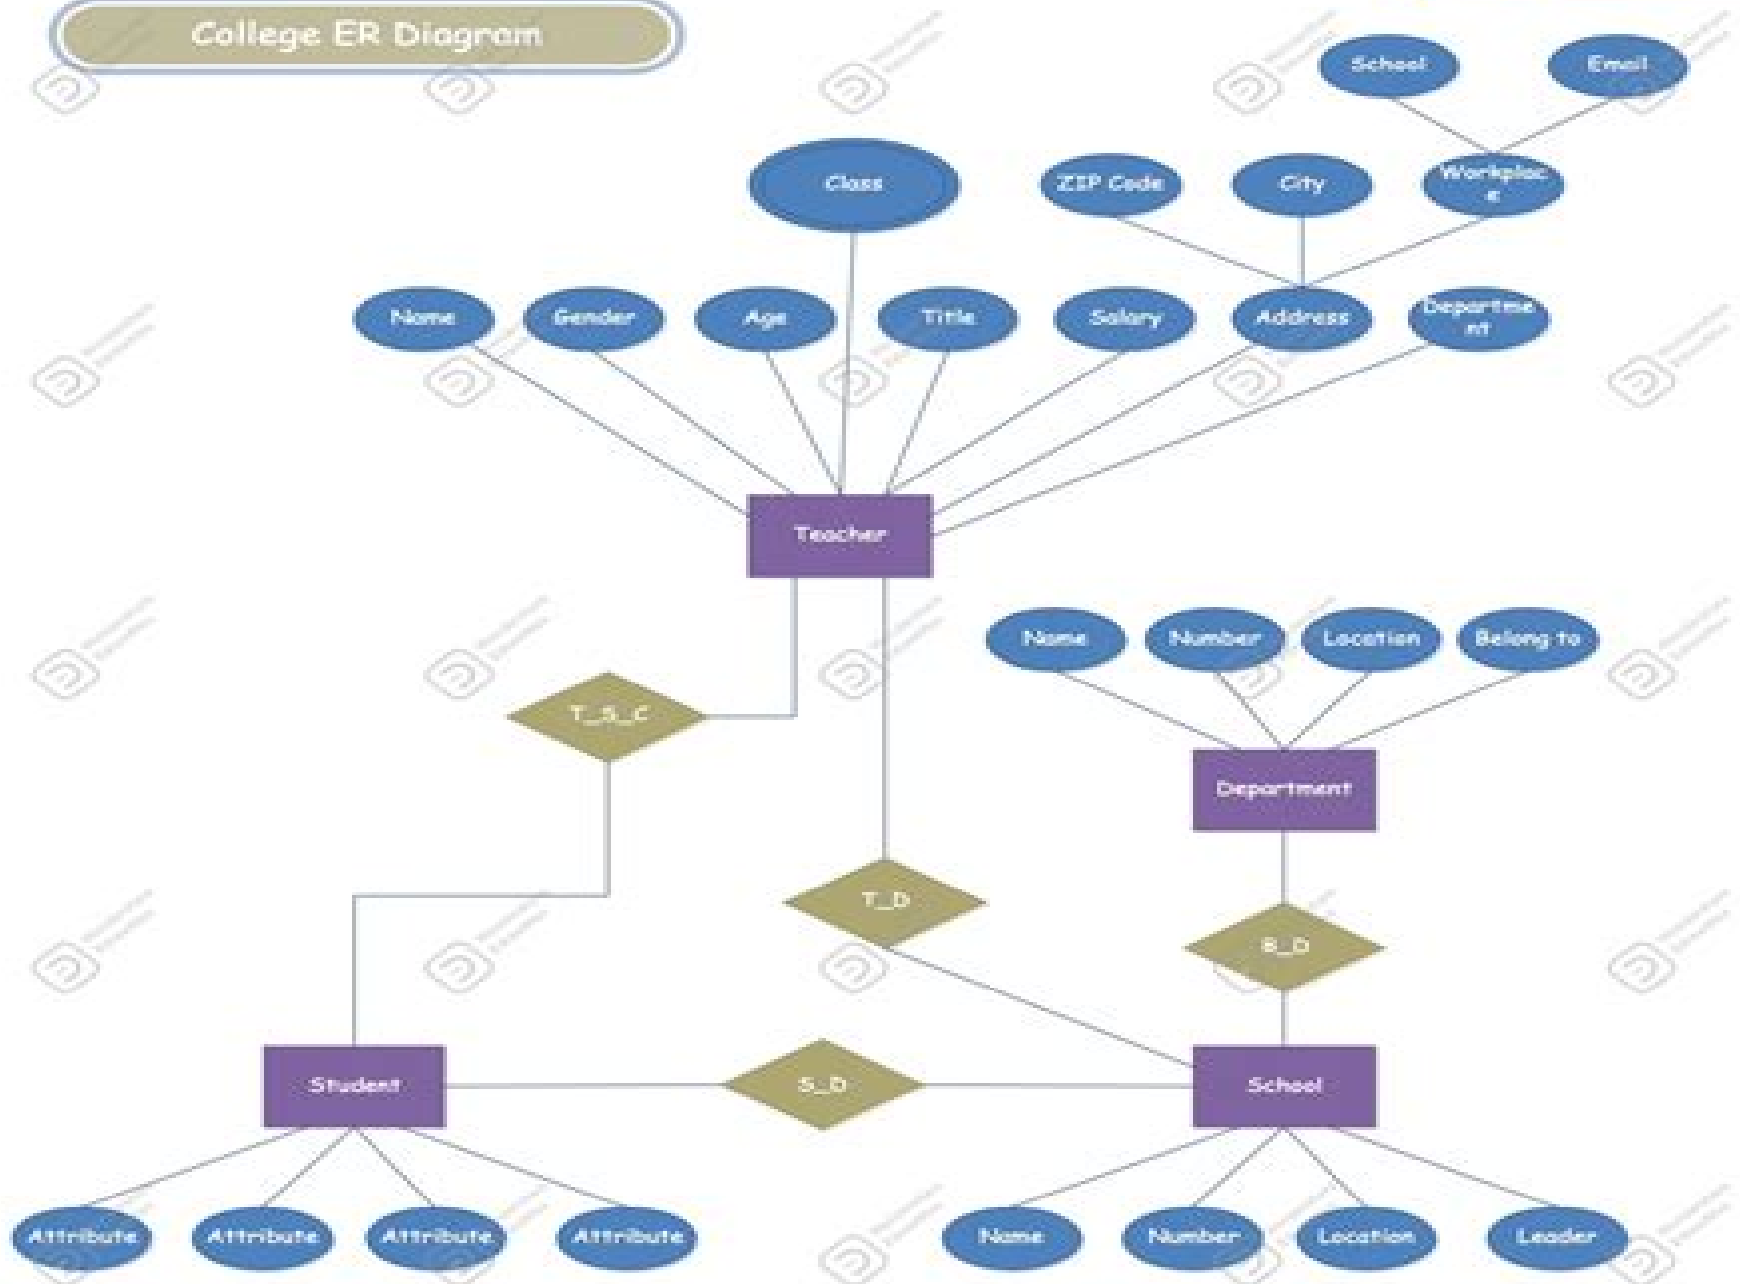 College ER Diagram
School
Email
Class
ZIP Code
City
Workplac
e
Name
Gender
Age
Title
Salary
Address
Departme
nt
Teacher
Name
Number
Location
Belong to
T_S_C
Department
T_D
B_D
Student
S_D
School
Attribute
Attribute
Attribute
Attribute
Name
Number
Location
Leader